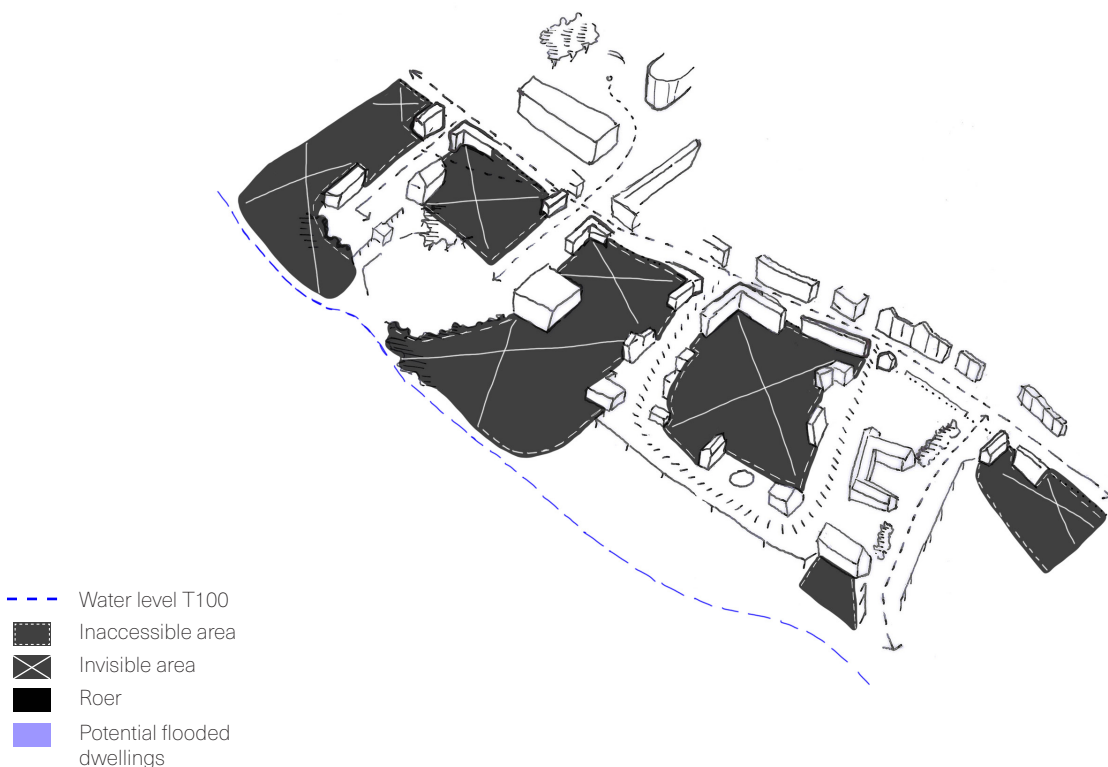 Water level T100
Inaccessible area
Invisible area
Roer
Potential flooded
dwellings